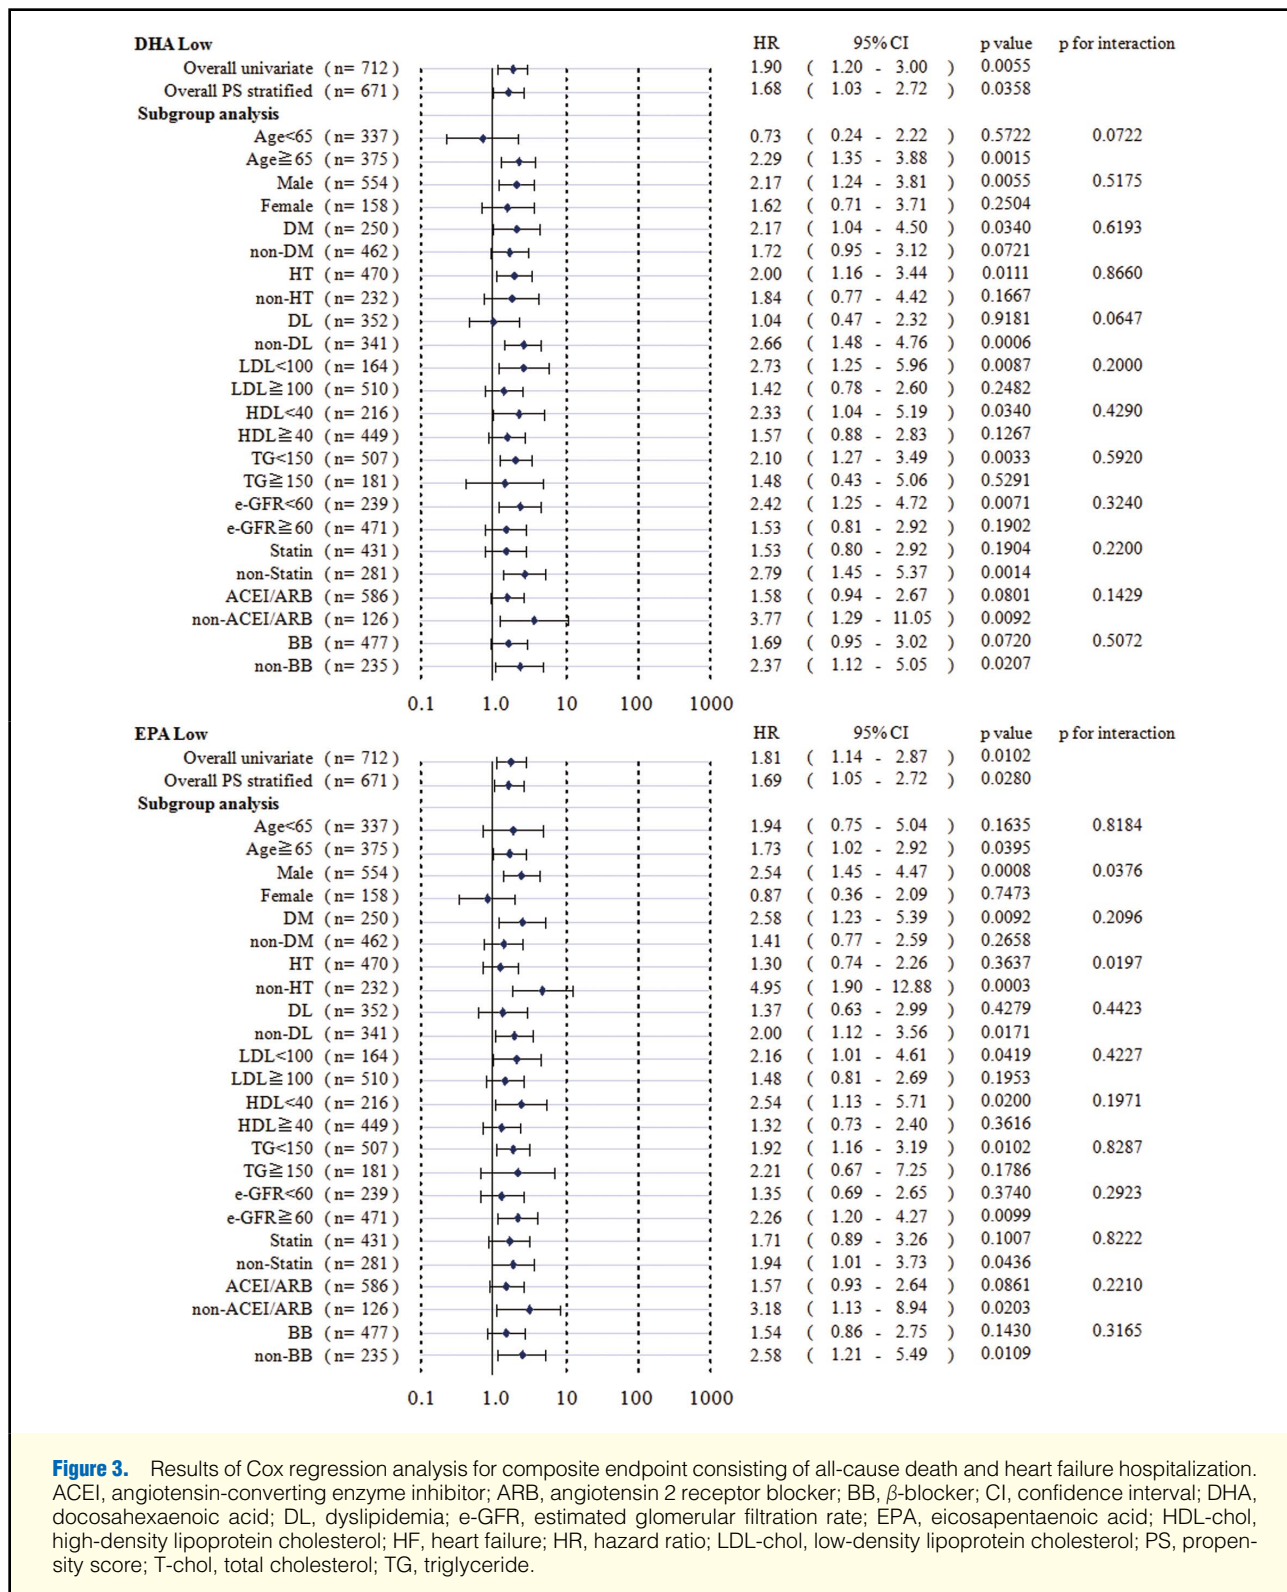 DHA Low HR 95% CI p value p for interaction
Overall univariate (n= 712) 1.90 ( 1.20 - 3.00 ) 0.0055
Overall PS stratified (n= 671) 1.68 ( 1.03 - 2.72 ) 0.0358
Subgroup analysis
Age<65 (n= 337) 0.73 ( 0.24 - 2.22 ) 0.5722 0.0722
Age≧65 (n= 375) 2.29 ( 1.35 - 3.88 ) 0.0015
Male (n= 554) 2.17 ( 1.24 - 3.81 ) 0.0055 0.5175
Female (n= 158) 1.62 ( 0.71 - 3.71 ) 0.2504
DM (n= 250) 2.17 ( 1.04 - 4.50 ) 0.0340 0.6193
non-DM (n= 462) 1.72 ( 0.95 - 3.12 ) 0.0721
HT (n= 470) 2.00 ( 1.16 - 3.44 ) 0.0111 0.8660
non-HT (n= 232) 1.84 ( 0.77 - 4.42 ) 0.1667
DL (n= 352) 1.04 ( 0.47 - 2.32 ) 0.9181 0.0647
non-DL (n= 341) 2.66 ( 1.48 - 4.76 ) 0.0006
LDL<100 (n= 164) 2.73 ( 1.25 - 5.96 ) 0.0087 0.2000
LDL≧100 (n= 510) 1.42 ( 0.78 - 2.60 ) 0.2482
HDL<40 (n= 216) 2.33 ( 1.04 - 5.19 ) 0.0340 0.4290
HDL≧40 (n= 449) 1.57 ( 0.88 - 2.83 ) 0.1267
TG<150 (n= 507) 2.10 ( 1.27 - 3.49 ) 0.0033 0.5920
TG≧150 (n= 181) 1.48 ( 0.43 - 5.06 ) 0.5291
e-GFR<60 (n= 239) 2.42 ( 1.25 - 4.72 ) 0.0071 0.3240
e-GFR≧60 (n= 471) 1.53 ( 0.81 - 2.92 ) 0.1902
Statin (n= 431) 1.53 ( 0.80 - 2.92 ) 0.1904 0.2200
non-Statin (n= 281) 2.79 ( 1.45 - 5.37 ) 0.0014
ACEI/ARB (n= 586) 1.58 ( 0.94 - 2.67 ) 0.0801 0.1429
non-ACEI/ARB (n= 126) 3.77 ( 1.29 - 11.05 ) 0.0092
BB (n= 477) 1.69 ( 0.95 - 3.02 ) 0.0720 0.5072
non-BB (n= 235) 2.37 ( 1.12 - 5.05 ) 0.0207
0.1 1.0 10 100 1000
EPA Low HR 95% CI p value p for interaction
Overall univariate (n= 712) 1.81 ( 1.14 - 2.87 ) 0.0102
Overall PS stratified (n= 671) 1.69 ( 1.05 - 2.72 ) 0.0280
Subgroup analysis
Age<65 (n= 337) 1.94 ( 0.75 - 5.04 ) 0.1635 0.8184
Age≧65 (n= 375) 1.73 ( 1.02 - 2.92 ) 0.0395
Male (n= 554) 2.54 ( 1.45 - 4.47 ) 0.0008 0.0376
Female (n= 158) 0.87 ( 0.36 - 2.09 ) 0.7473
DM (n= 250) 2.58 ( 1.23 - 5.39 ) 0.0092 0.2096
non-DM (n= 462) 1.41 ( 0.77 - 2.59 ) 0.2658
HT (n= 470) 1.30 ( 0.74 - 2.26 ) 0.3637 0.0197
non-HT (n= 232) 4.95 ( 1.90 - 12.88 ) 0.0003
DL (n= 352) 1.37 ( 0.63 - 2.99 ) 0.4279 0.4423
non-DL (n= 341) 2.00 ( 1.12 - 3.56 ) 0.0171
LDL<100 (n= 164) 2.16 ( 1.01 - 4.61 ) 0.0419 0.4227
LDL≧100 (n= 510) 1.48 ( 0.81 - 2.69 ) 0.1953
HDL<40 (n= 216) 2.54 ( 1.13 - 5.71 ) 0.0200 0.1971
HDL≧40 (n= 449) 1.32 ( 0.73 - 2.40 ) 0.3616
TG<150 (n= 507) 1.92 ( 1.16 - 3.19 ) 0.0102 0.8287
TG≧150 (n= 181) 2.21 ( 0.67 - 7.25 ) 0.1786
e-GFR<60 (n= 239) 1.35 ( 0.69 - 2.65 ) 0.3740 0.2923
e-GFR≧60 (n= 471) 2.26 ( 1.20 - 4.27 ) 0.0099
Statin (n= 431) 1.71 ( 0.89 - 3.26 ) 0.1007 0.8222
non-Statin (n= 281) 1.94 ( 1.01 - 3.73 ) 0.0436
ACEI/ARB (n= 586) 1.57 ( 0.93 - 2.64 ) 0.0861 0.2210
non-ACEI/ARB (n= 126) 3.18 ( 1.13 - 8.94 ) 0.0203
BB (n= 477) 1.54 ( 0.86 - 2.75 ) 0.1430 0.3165
non-BB (n= 235) 2.58 ( 1.21 - 5.49 ) 0.0109
0.1 1.0 10 100 1000
Figure 3. Results of Cox regression analysis for composite endpoint consisting of all-cause death and heart failure hospitalization.
ACEI, angiotensin-converting enzyme inhibitor; ARB, angiotensin 2 receptor blocker; BB, β-blocker; CI, confidence interval; DHA,
docosahexaenoic acid; DL, dyslipidemia; e-GFR, estimated glomerular filtration rate; EPA, eicosapentaenoic acid; HDL-chol,
high-density lipoprotein cholesterol; HF, heart failure; HR, hazard ratio; LDL-chol, low-density lipoprotein cholesterol; PS, propen-
sity score; T-chol, total cholesterol; TG, triglyceride.